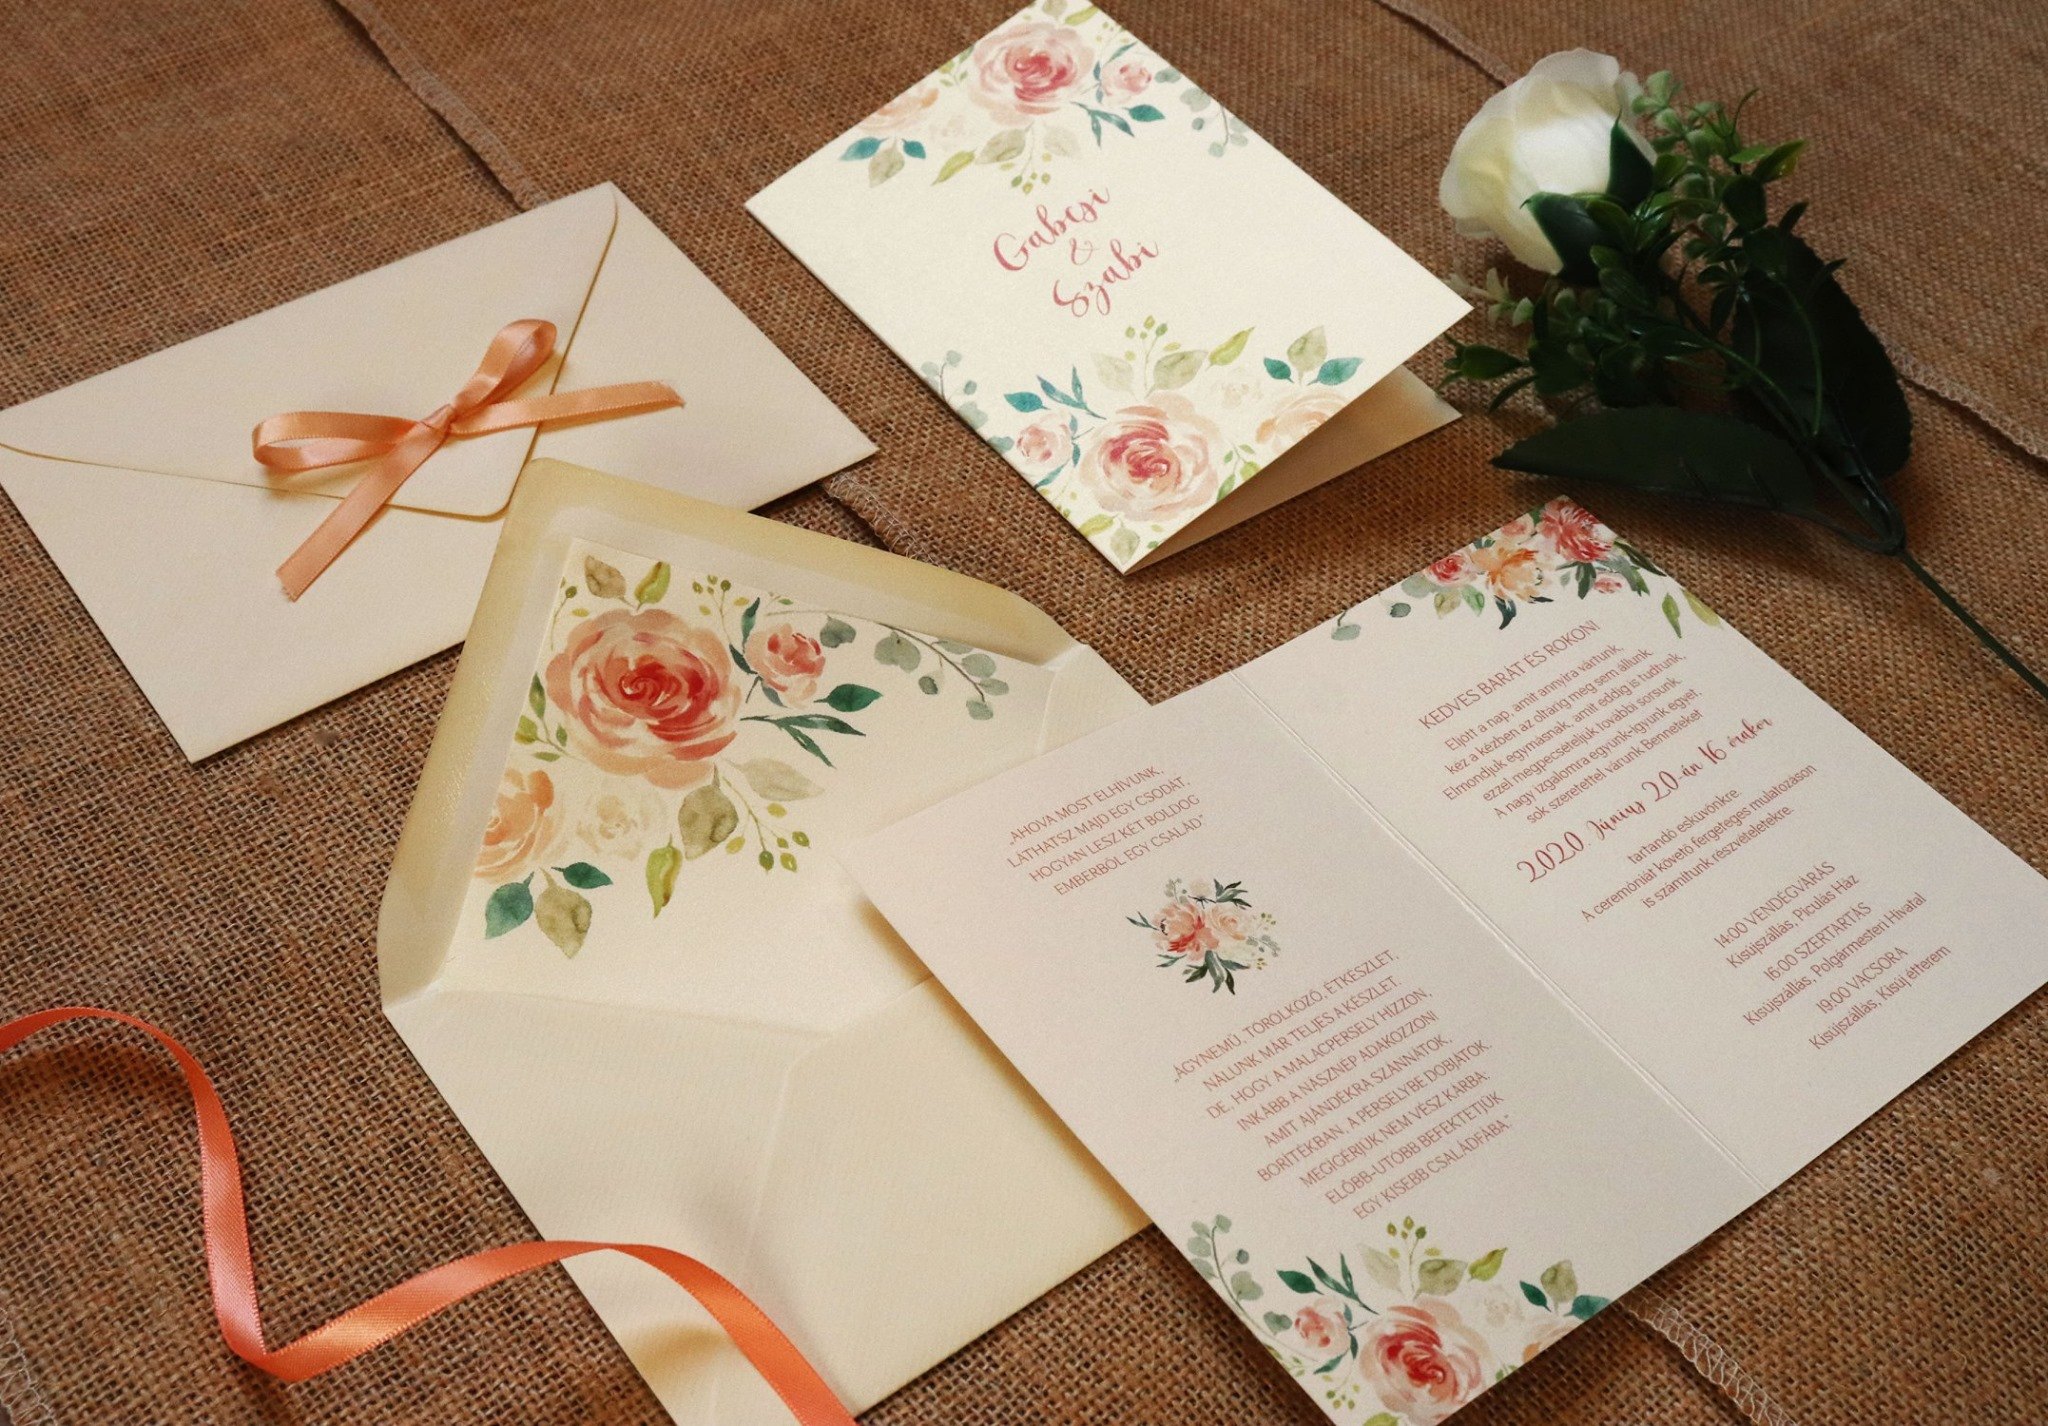 Gabcsi
&
Szabi
„AHOVA MOST ELHÍVUNK,
LÁTHATSZ MAJD EGY CSODÁT,
HOGYAN LESZ KÉT BOLDOG
EMBERBŐL EGY CSALÁD”
„ÁGYNEMŰ, TÖRÖLKÖZŐ, ÉTKÉSZLET,
NÁLUNK MÁR TELJES A KÉSZLET.
DE, HOGY A MALACPERSELY HÍZZON,
INKÁBB A NÁSZNÉP ADAKOZZON!
AMIT AJÁNDÉKRA SZÁNNÁTOK,
BORÍTÉKBAN, A PERSELYBE DOBJÁTOK.
MEGÍGÉRJÜK NEM VÉSZ KÁRBA:
ELŐBB-UTÓBB BEFEKTETJÜK
EGY KISEBB CSALÁDFÁBA.”
KEDVES BARÁT ÉS ROKON!
Eljött a nap, amit annyira vártunk,
kéz a kézben az oltárig meg sem állunk.
Elmondjuk egymásnak, amit eddig is tudtunk,
ezzel megpecsételjük további sorsunk.
A nagy izgalomra együnk-igyunk egyet,
sok szeretettel várunk Benneteket
2020. Június 20-án 16 órakor
tartandó esküvőnkre.
A ceremóniát követő fergeteges mulatozáson
is számítunk részvételetekre.
14:00 VENDÉGVÁRÁS
Kisújszállás, Piculás Ház
16:00 SZERTARTÁS
Kisújszállás, Polgármesteri Hivatal
19:00 VACSORA
Kisújszállás, Kisúj étterem